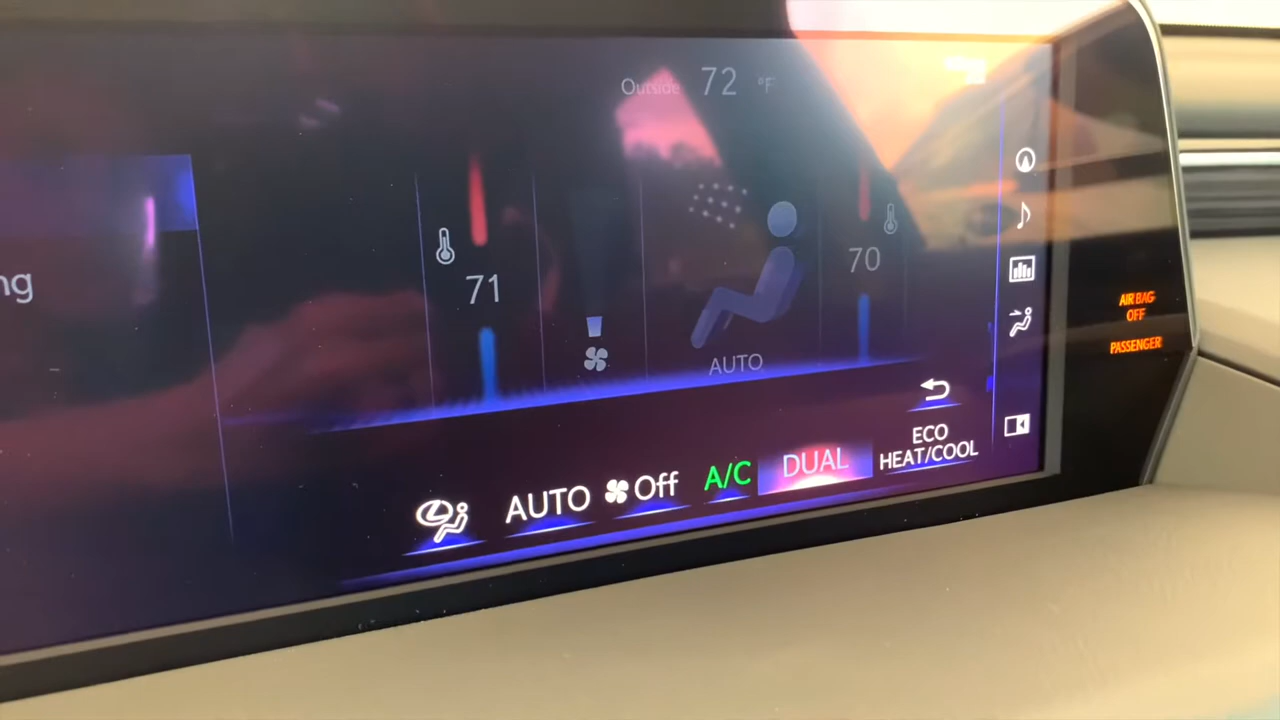 Outside 72 °F
ng
71
70
AUTO
AIR BAG
OFF
PASSENGER
AUTO
Off
A/C
DUAL
ECO
HEAT/COOL